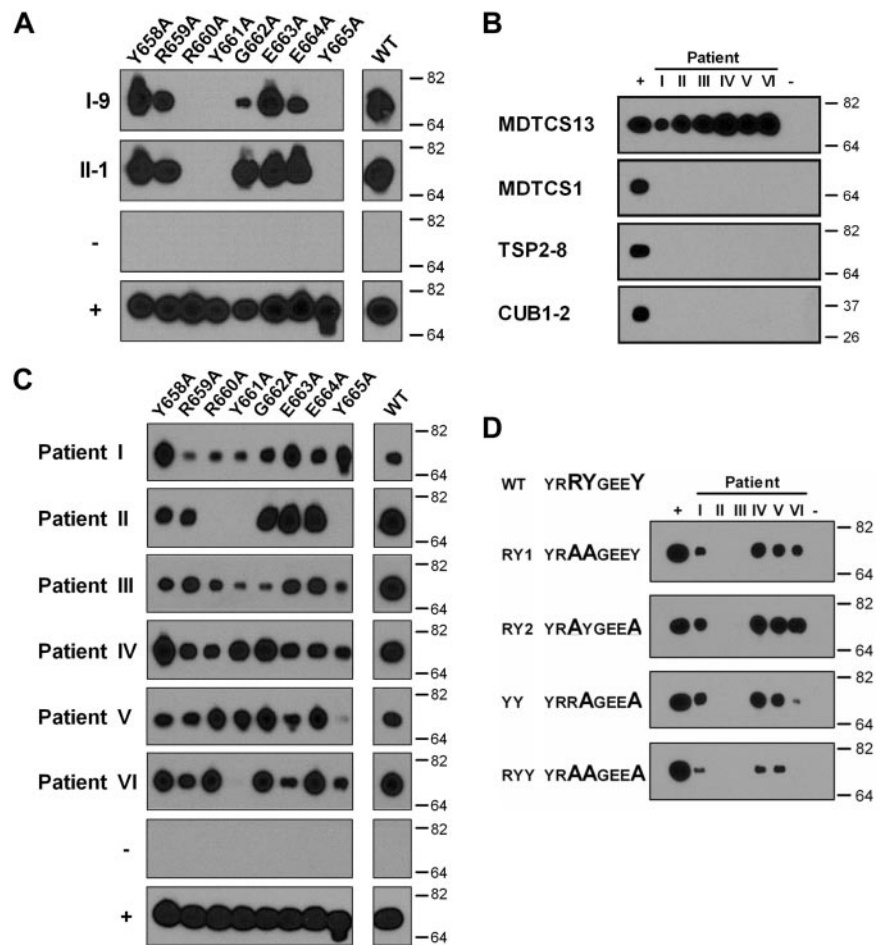 A
Y658A R659A R660A Y661A G662A E663A E664A Y665A WT
I-9
82
64
II-1
82
64
-
82
64
+
82
64
B
Patient
+ I II III IV V VI -
MDTCS13
82
64
MDTCS1
64
TSP2-8
82
64
CUB1-2
37
26
C
Y658A R659A R660A Y661A G662A E663A E664A Y665A WT
Patient I
82
64
Patient II
82
64
Patient III
82
64
Patient IV
82
64
Patient V
82
64
Patient VI
82
64
-
82
64
+
82
64
D
WT YRRYGEEY
Patient
+ I II III IV V VI -
RY1 YRAAGEEY
82
64
RY2 YRAYGEEA
82
64
YY YRRAGEEA
82
64
RYY YRAAGEEA
82
64